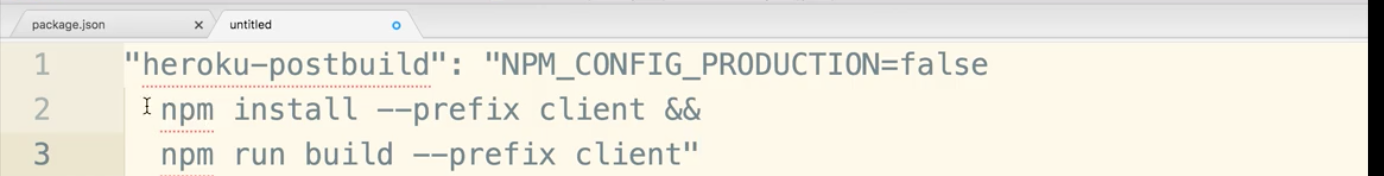 package.json × untitled
1 "heroku-postbuild": "NPM_CONFIG_PRODUCTION=false
2 npm install --prefix client &&
3 npm run build --prefix client"